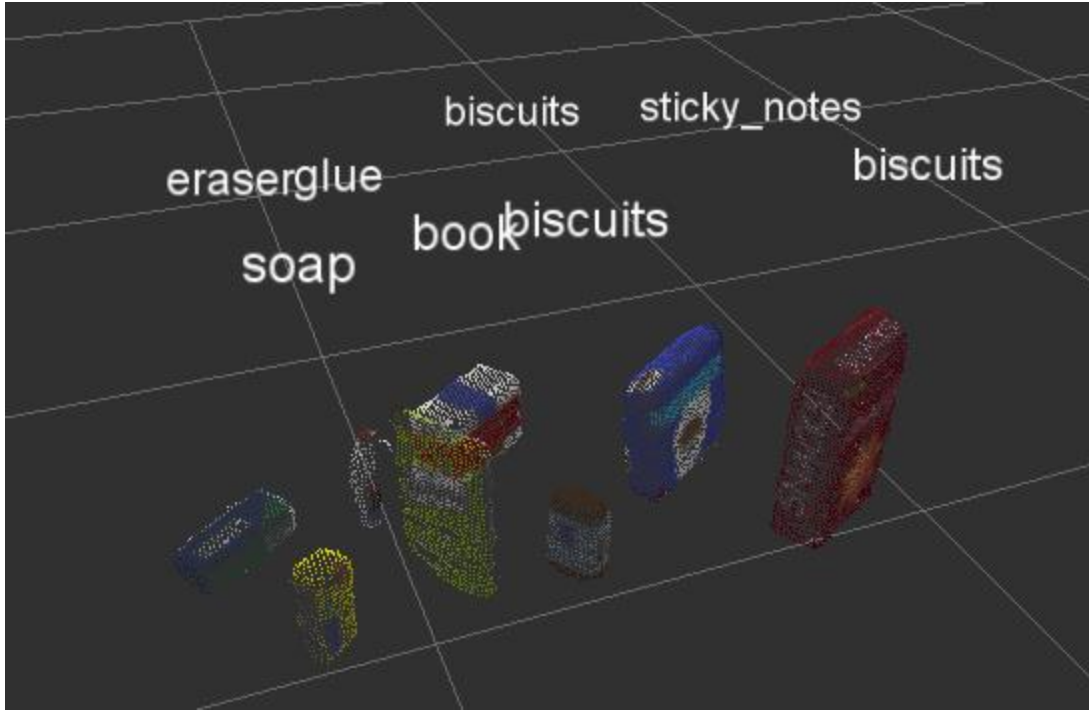 biscuits sticky_notes
biscuits
eraserglue
book biscuits
soap